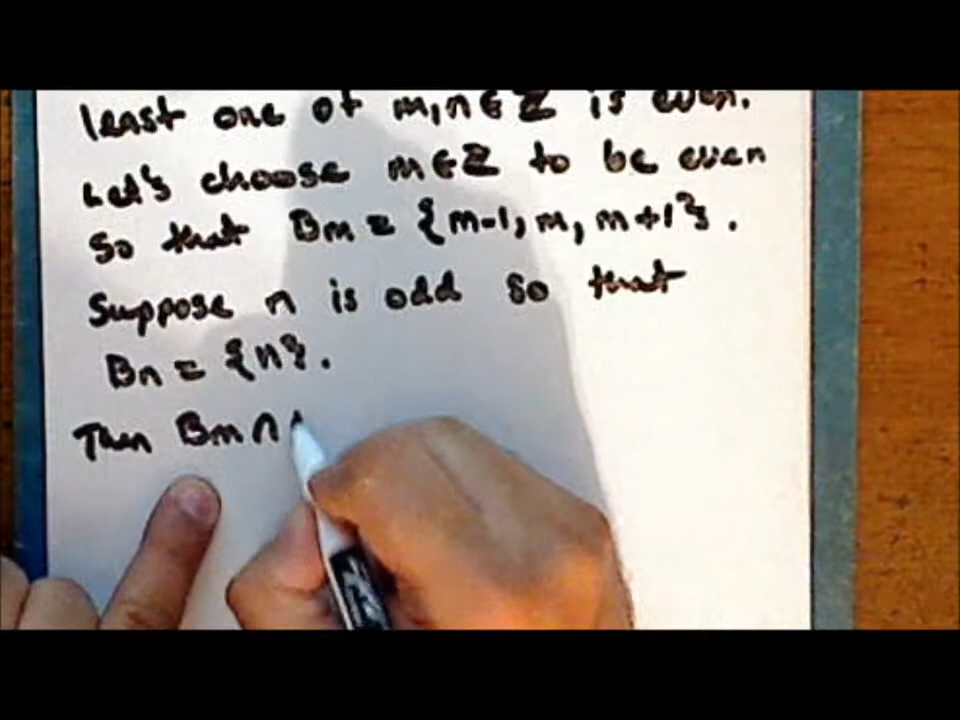 least one of m,n∈ℤ is even.
Let's choose m∈ℤ to be even
so that Bm = {m-1, m, m+1}.
Suppose n is odd so that
Bn = {n}.
Then Bm ∩